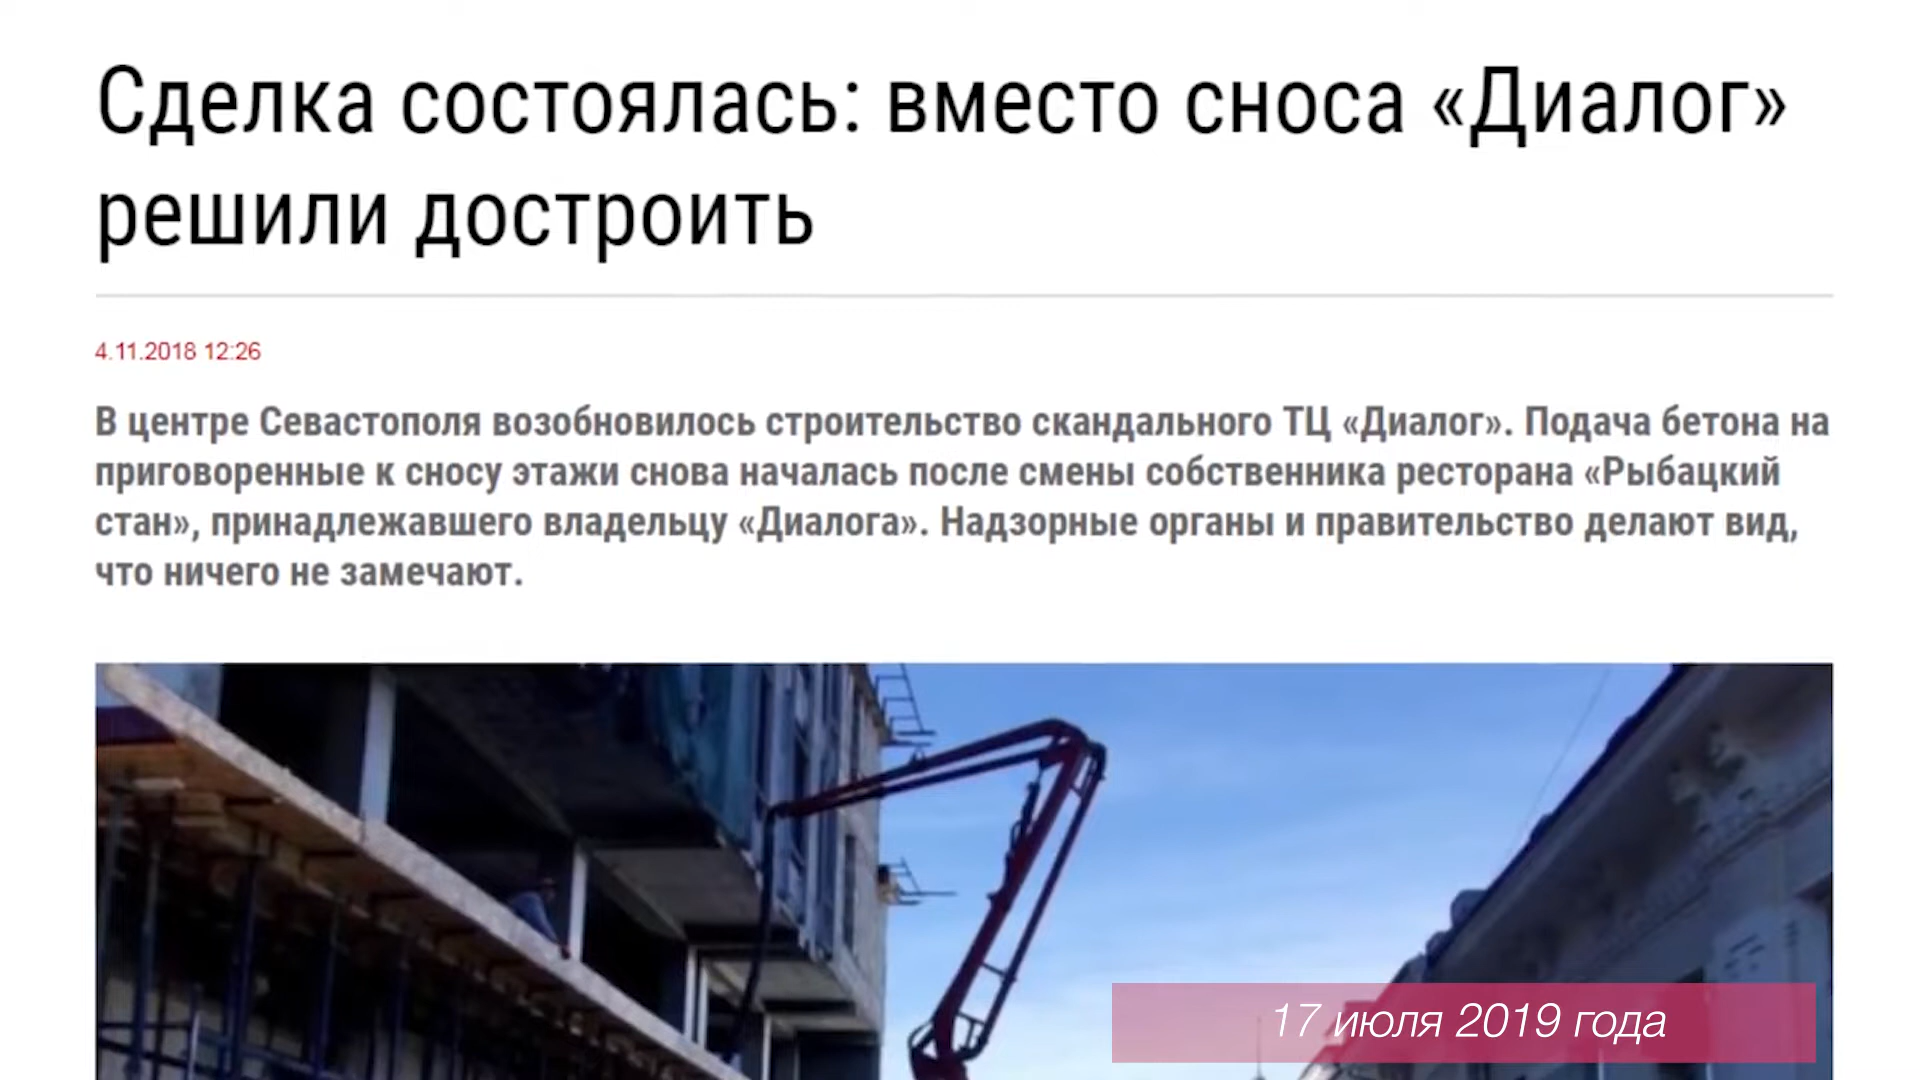 Сделка состоялась: вместо сноса «Диалог»
решили достроить
4.11.2018 12:26
В центре Севастополя возобновилось строительство скандального ТЦ «Диалог». Подача бетона на
приговоренные к сносу этажи снова началась после смены собственника ресторана «Рыбацкий
стан», принадлежавшего владельцу «Диалога». Надзорные органы и правительство делают вид,
что ничего не замечают.
17 июля 2019 года